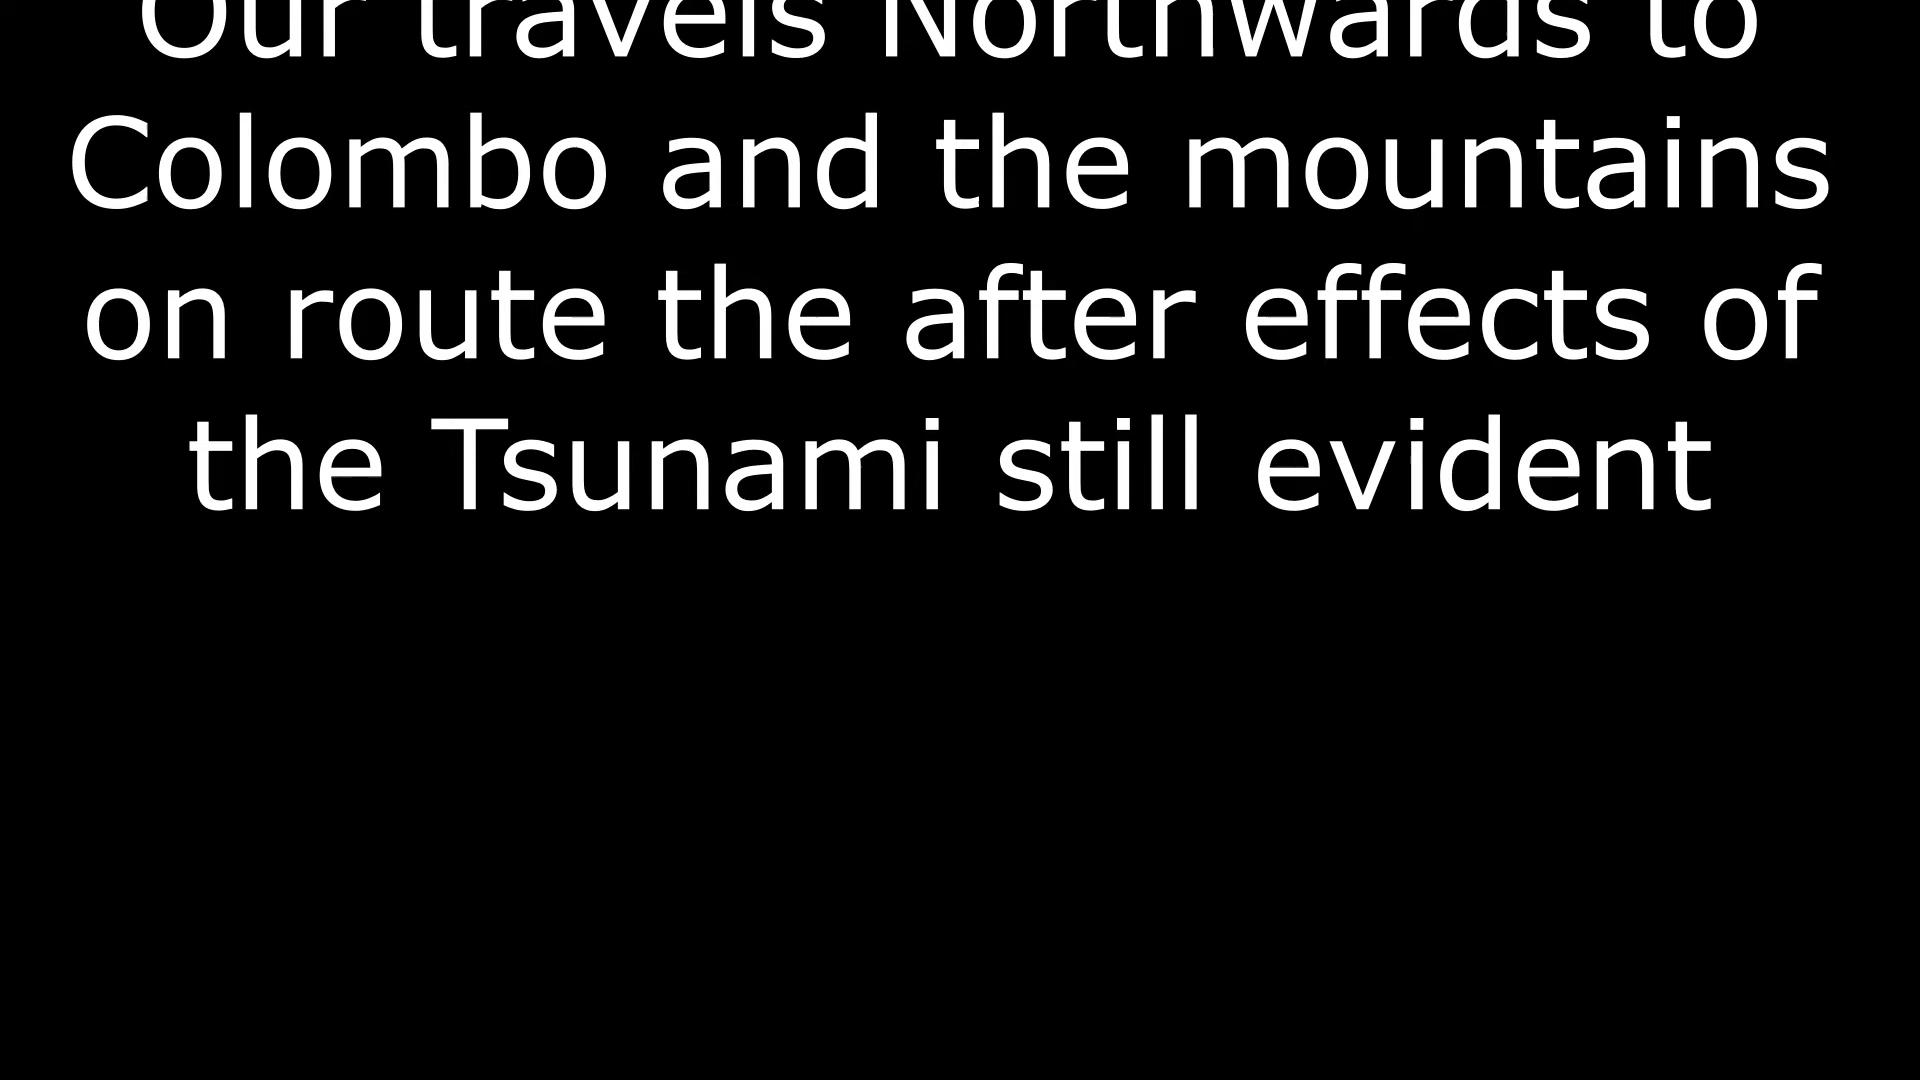 Our travels Northwards to
Colombo and the mountains
on route the after effects of
the Tsunami still evident